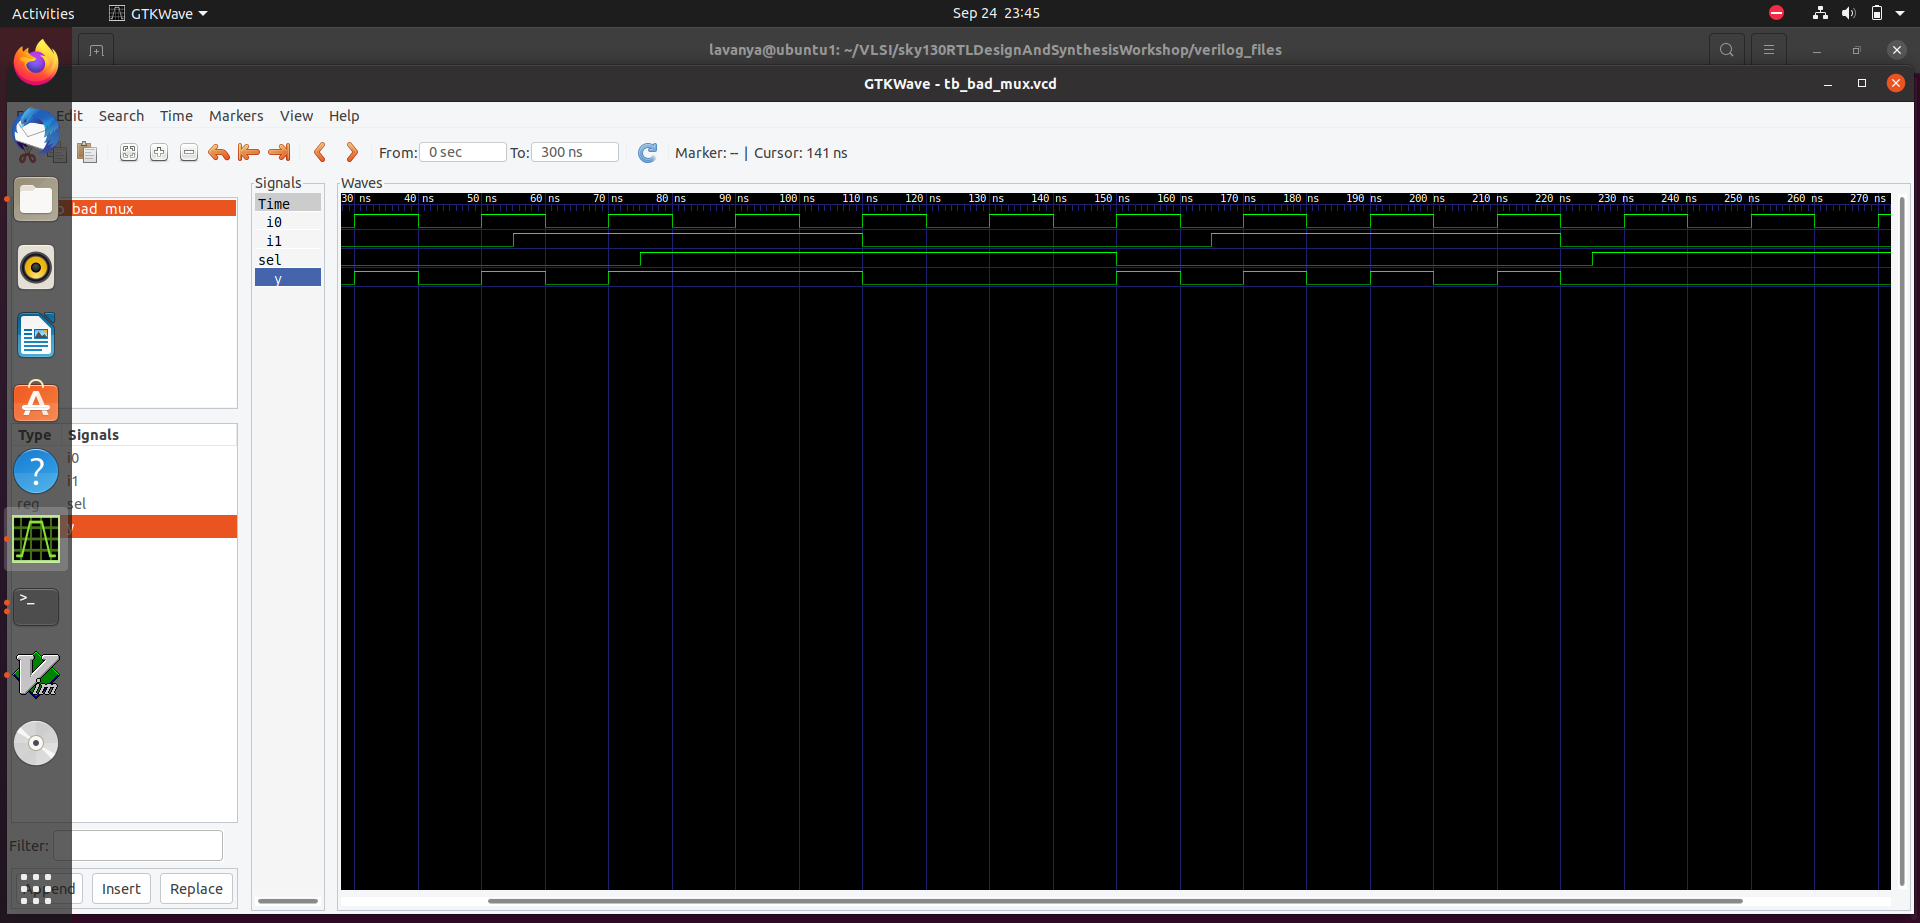 Activities GTKWave Sep 24 23:45
lavanya@ubuntu1: ~/VLSI/sky130RTLDesignAndSynthesisWorkshop/verilog_files
GTKWave - tb_bad_mux.vcd
Edit Search Time Markers View Help
From: 0 sec To: 300 ns Marker: -- | Cursor: 141 ns
Signals Waves
bad_mux
Time 30 ns 40 ns 50 ns 60 ns 70 ns 80 ns 90 ns 100 ns 110 ns 120 ns 130 ns 140 ns 150 ns 160 ns 170 ns 180 ns 190 ns 200 ns 210 ns 220 ns 230 ns 240 ns 250 ns 260 ns 270 ns
i0
i1
sel
y
Type Signals
i0
i1
reg sel
y
Filter:
Append Insert Replace